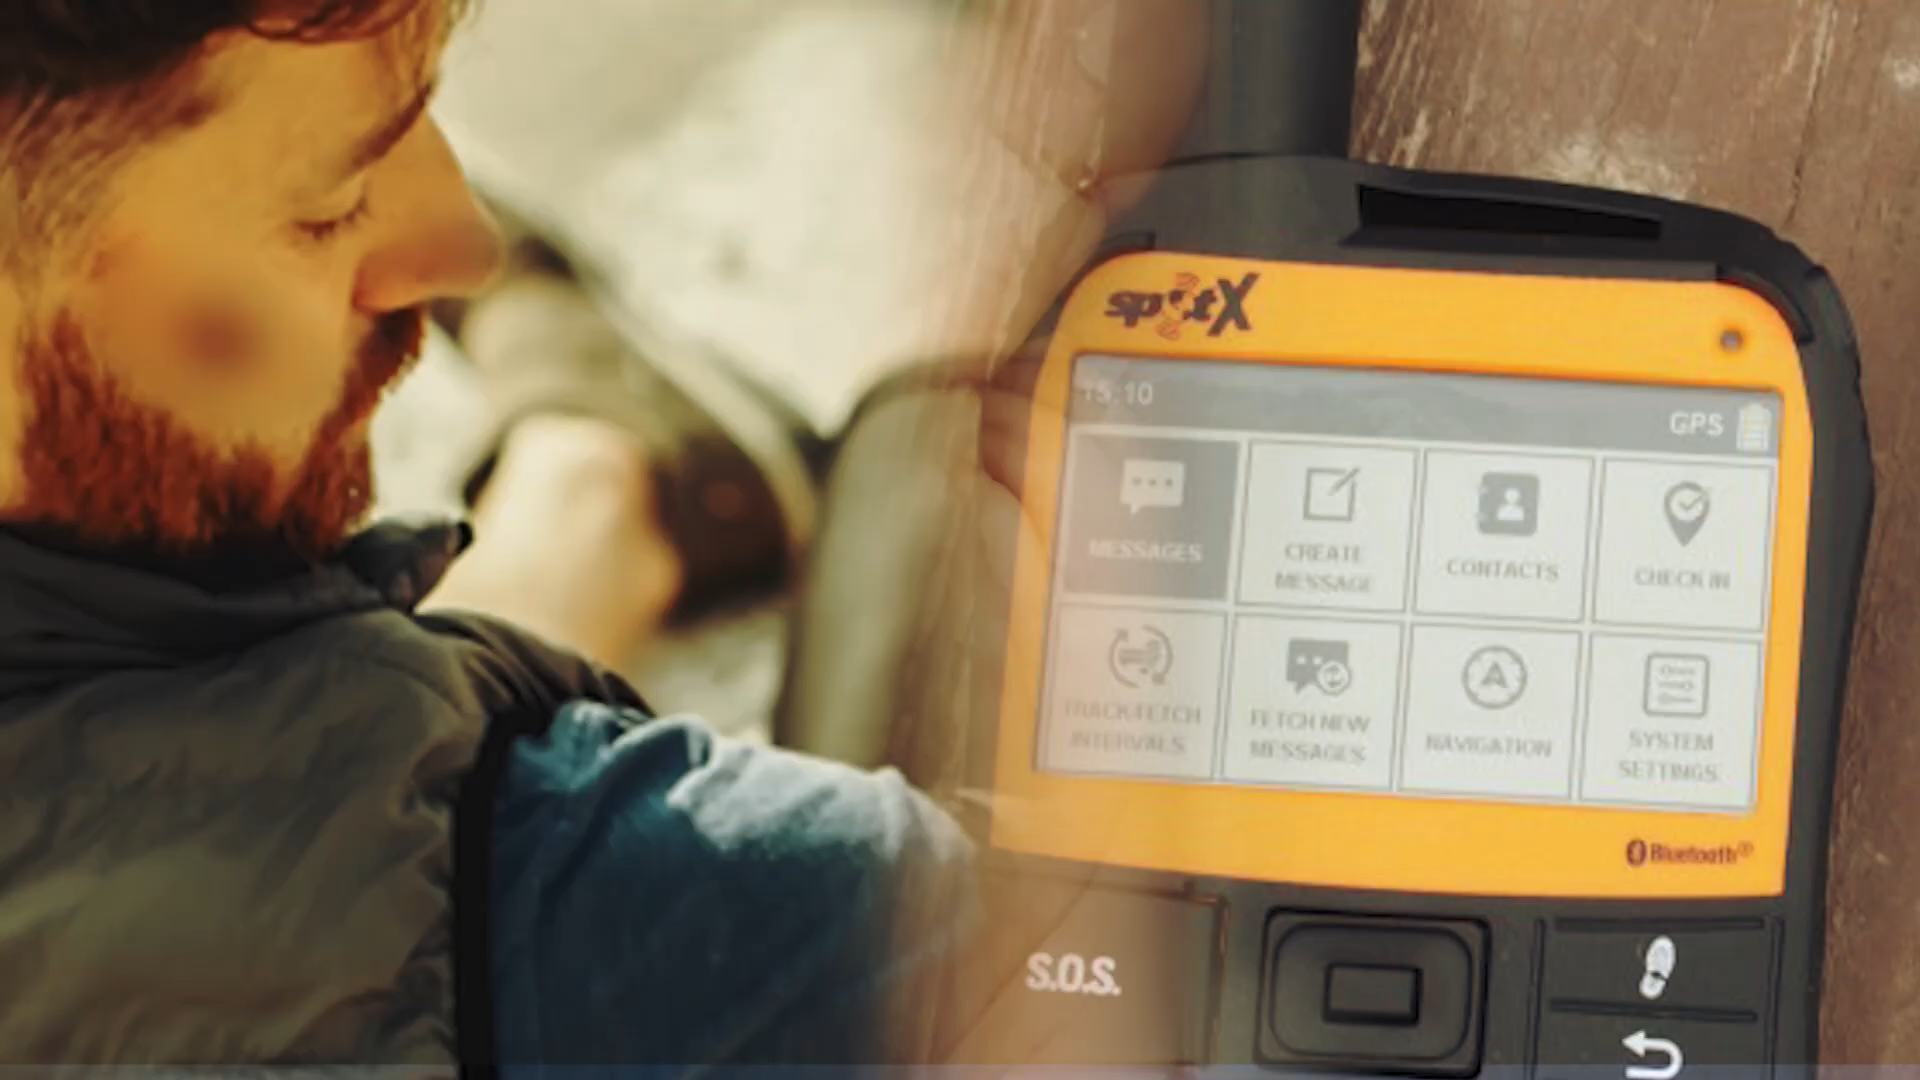 spotX
15:10
GPS
MESSAGES
CREATE
MESSAGE
CONTACTS
CHECK IN
TRACK/FETCH
INTERVALS
FETCH NEW
MESSAGES
NAVIGATION
SYSTEM
SETTINGS
Bluetooth®
S.O.S.